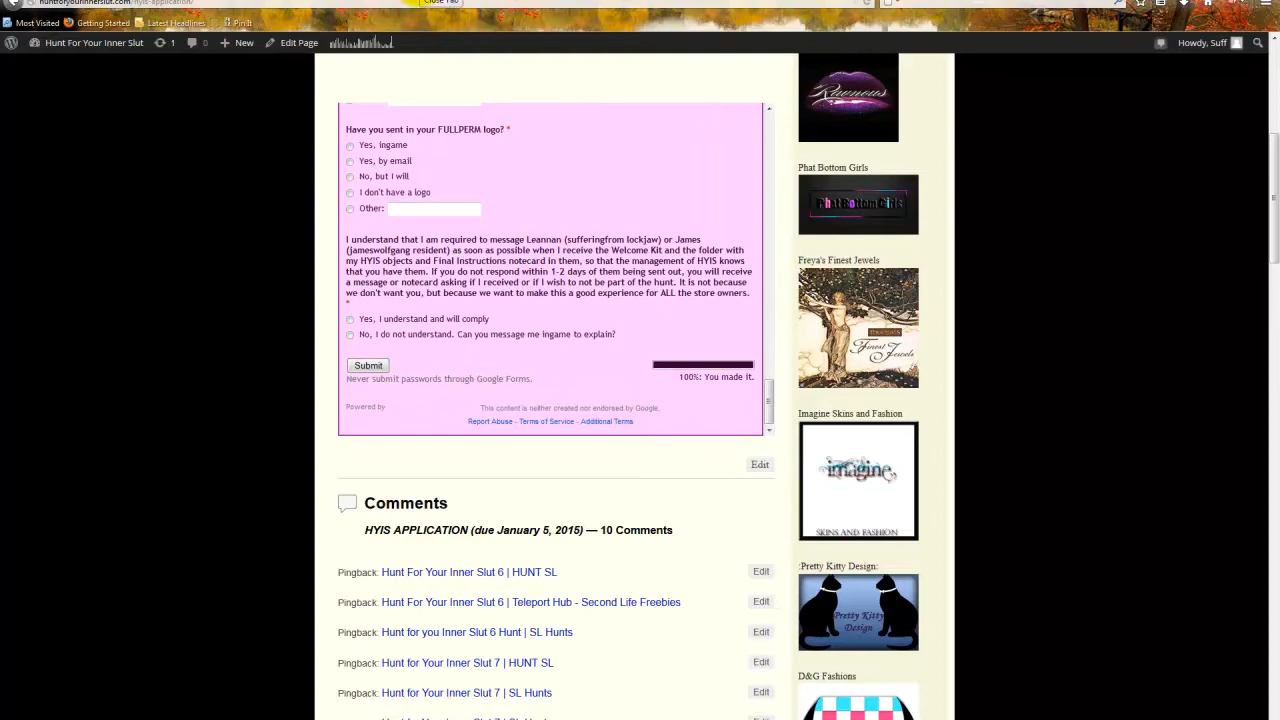 huntforyourinnerslut.com/hyis-application/
Close Tab
Most Visited Getting Started Latest Headlines Pin It
Hunt For Your Inner Slut 1 0 New Edit Page Howdy, Suff
Ravnous
Have you sent in your FULLPERM logo? *
Yes, ingame
Yes, by email
No, but I will
I don't have a logo
Other:
I understand that I am required to message Leannan (sufferingfrom lockjaw) or James
(jameswolfgang resident) as soon as possible when I receive the Welcome Kit and the folder with
my HYIS objects and Final Instructions notecard in them, so that the management of HYIS knows
that you have them. If you do not respond within 1-2 days of them being sent out, you will receive
a message or notecard asking if I received or if I wish to not be part of the hunt. It is not because
we don't want you, but because we want to make this a good experience for ALL the store owners.
*
Yes, I understand and will comply
No, I do not understand. Can you message me ingame to explain?
Submit
Never submit passwords through Google Forms.
100%: You made it.
Powered by
This content is neither created nor endorsed by Google.
Report Abuse - Terms of Service - Additional Terms
Edit
Comments
HYIS APPLICATION (due January 5, 2015) — 10 Comments
Pingback: Hunt For Your Inner Slut 6 | HUNT SL Edit
Pingback: Hunt For Your Inner Slut 6 | Teleport Hub - Second Life Freebies Edit
Pingback: Hunt for you Inner Slut 6 Hunt | SL Hunts Edit
Pingback: Hunt for Your Inner Slut 7 | HUNT SL Edit
Pingback: Hunt for Your Inner Slut 7 | SL Hunts Edit
Phat Bottom Girls
PhatBottomGirls
Freya's Finest Jewels
Finest Jewels
Imagine Skins and Fashion
imagine
SKINS AND FASHION
:Pretty Kitty Design:
Pretty Kitty
Design
D&G Fashions